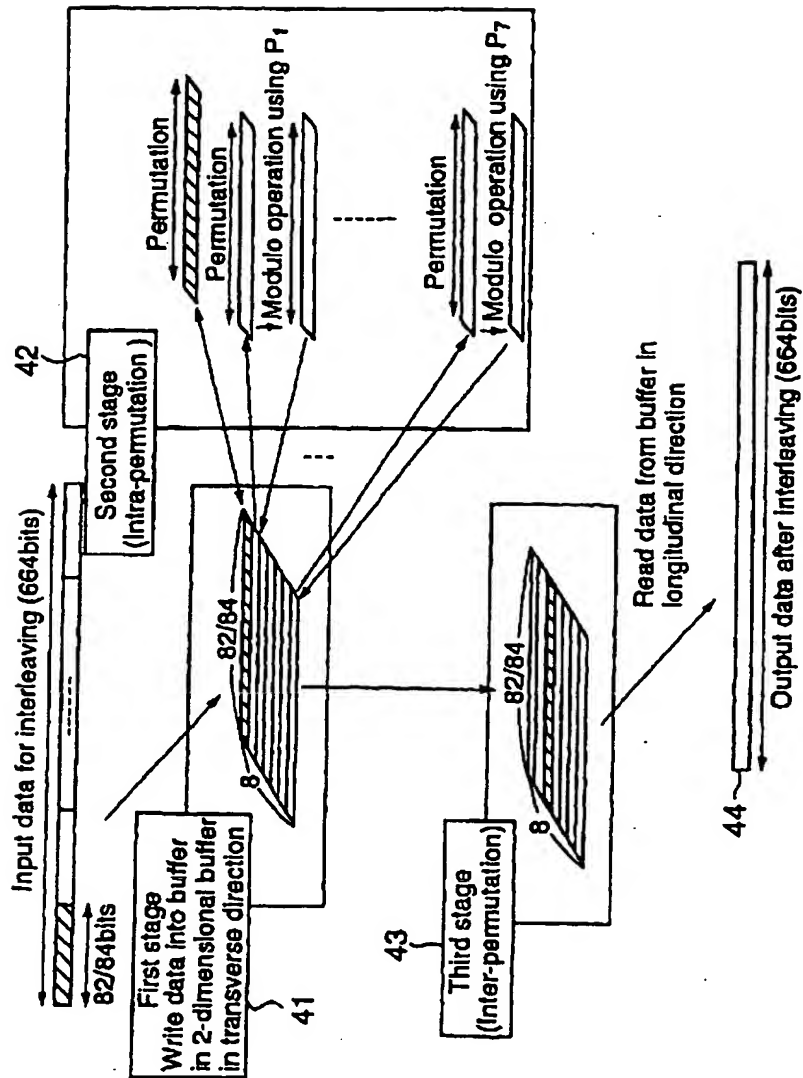 Input data for interleaving (664bits)
82/84bits
First stage
Write data into buffer
in 2-dimensional buffer
in transverse direction
41
8
82/84
Second stage
(Intra-permutation )
42
Permutation
Permutation
Modulo operation using P1
Permutation
Modulo operation using P7
Third stage
(Inter-permutation)
43
8
82/84
Read data from buffer in
longitudinal direction
44
Output data after interleaving (664bits)